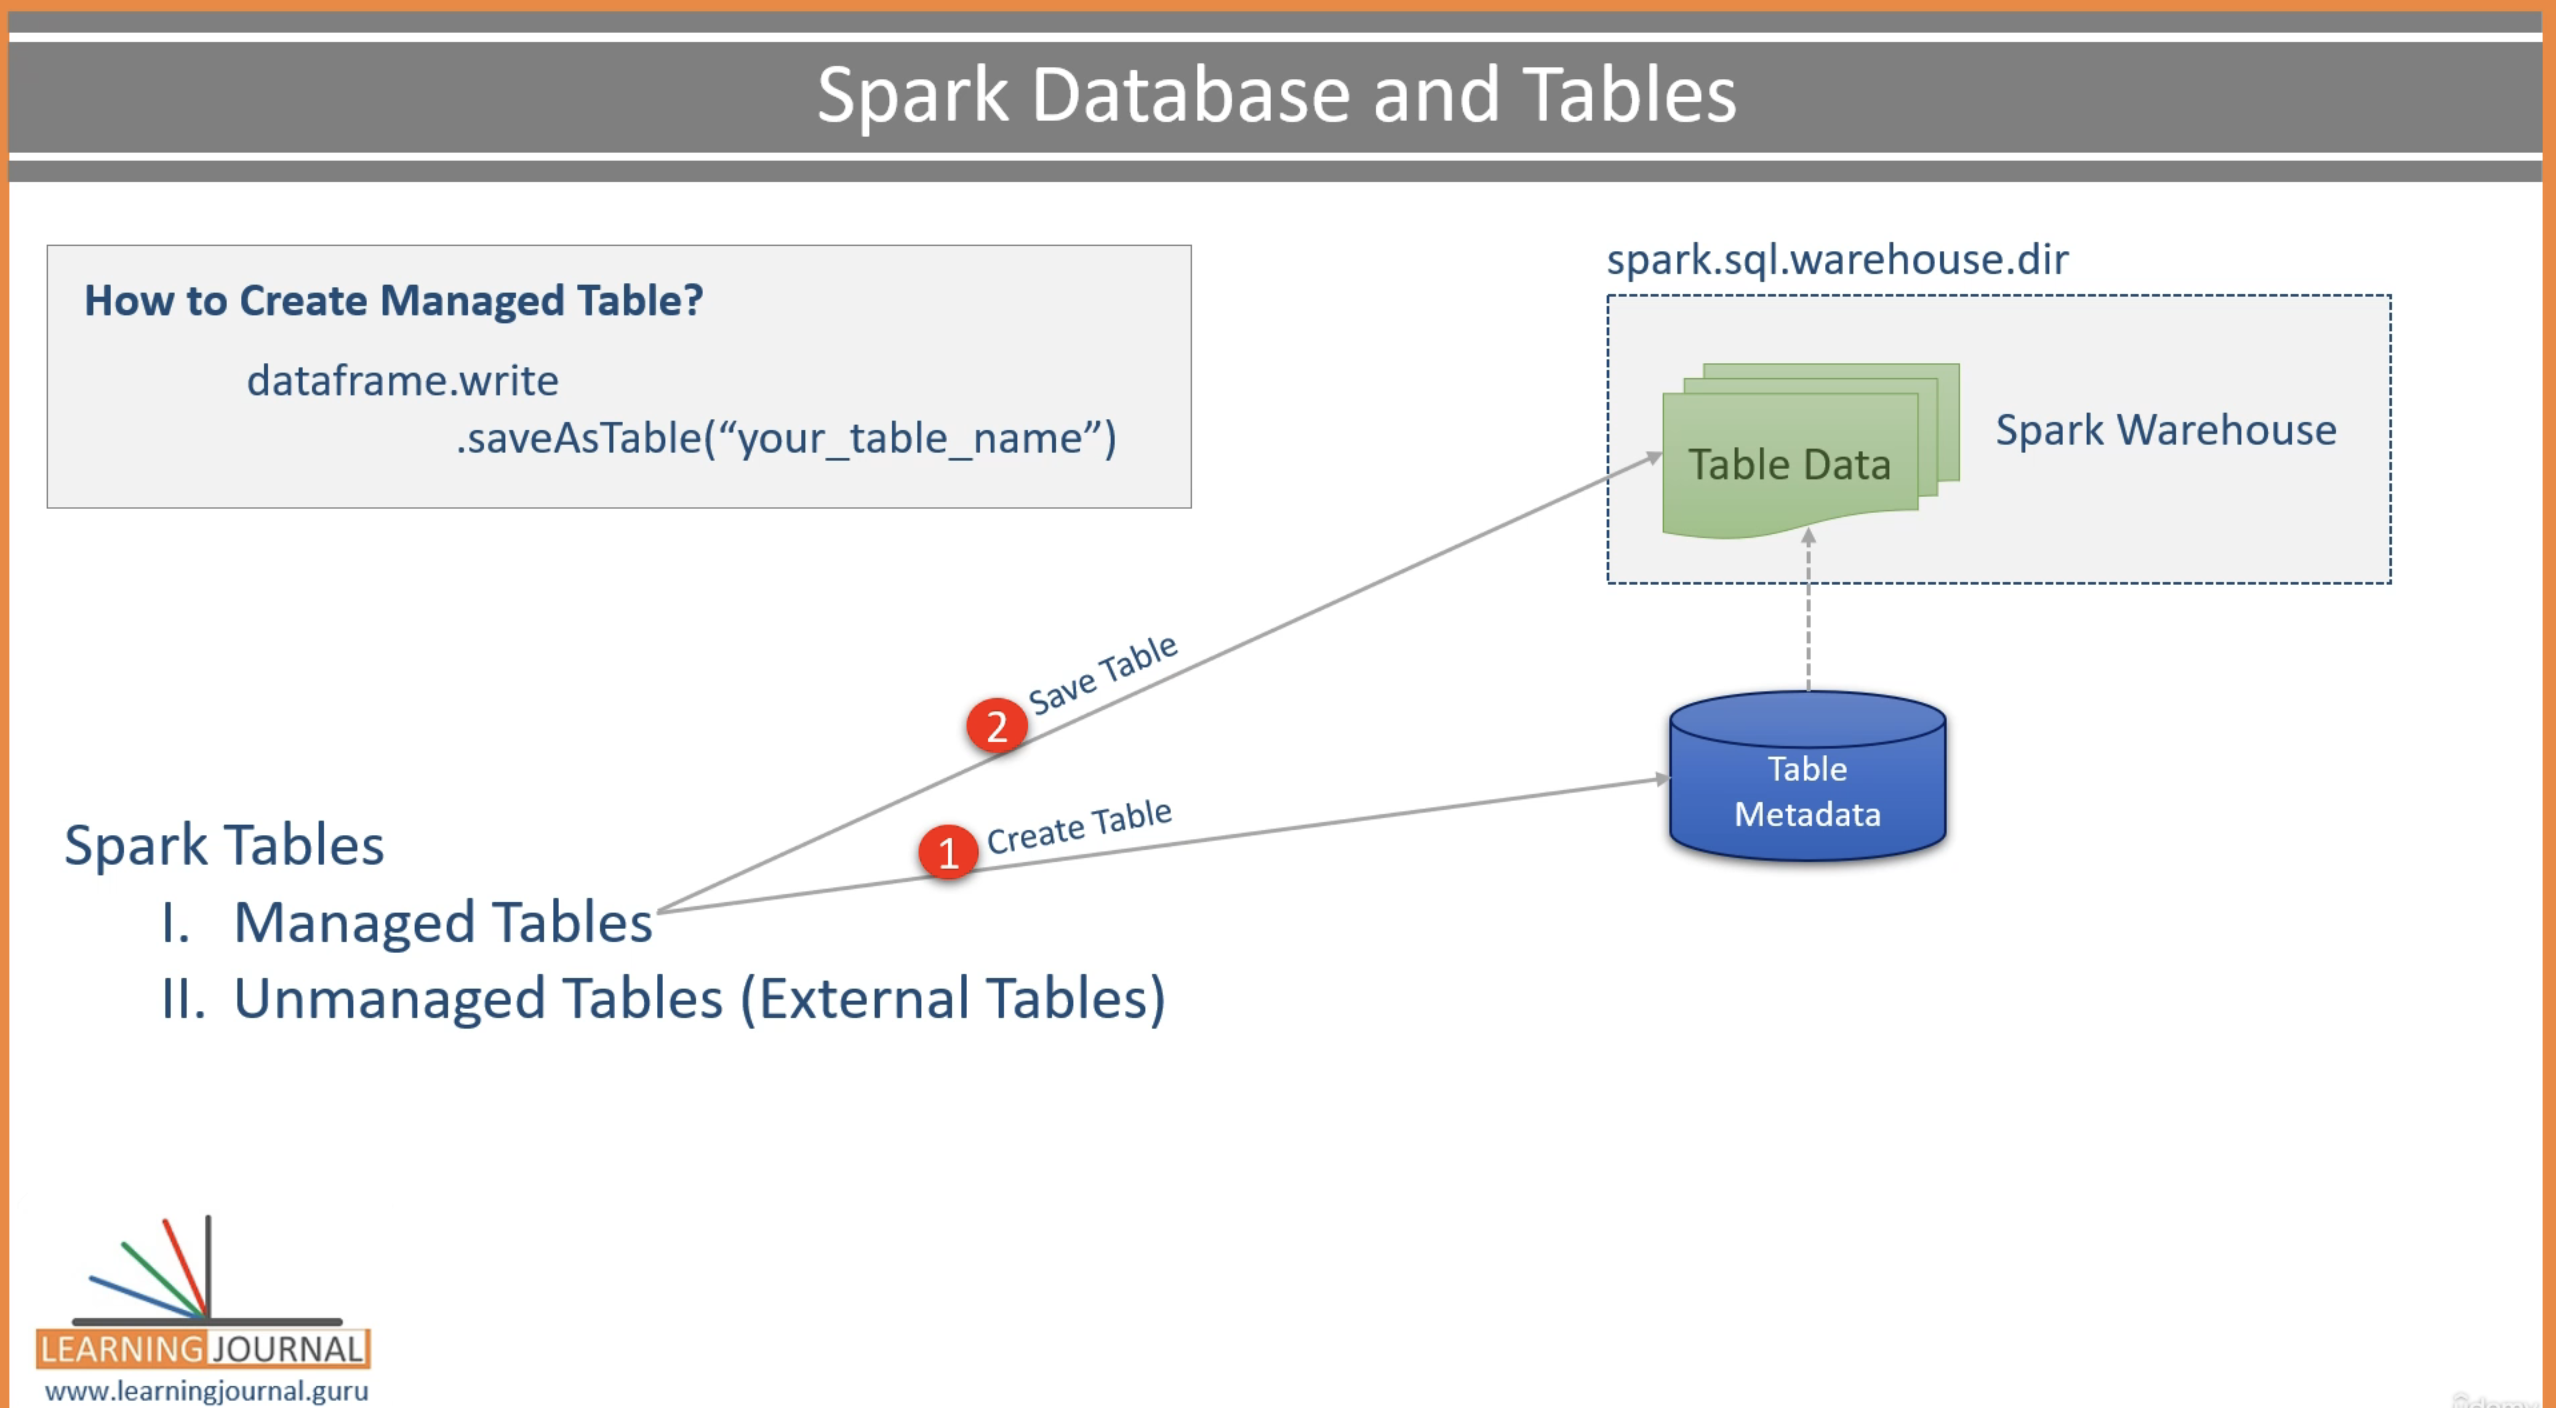 Spark Database and Tables
How to Create Managed Table?
dataframe.write
.saveAsTable(“your_table_name”)
spark.sql.warehouse.dir
Table Data
Spark Warehouse
2 Save Table
1 Create Table
Table
Metadata
Spark Tables
I. Managed Tables
II. Unmanaged Tables (External Tables)
LEARNING JOURNAL
www.learningjournal.guru